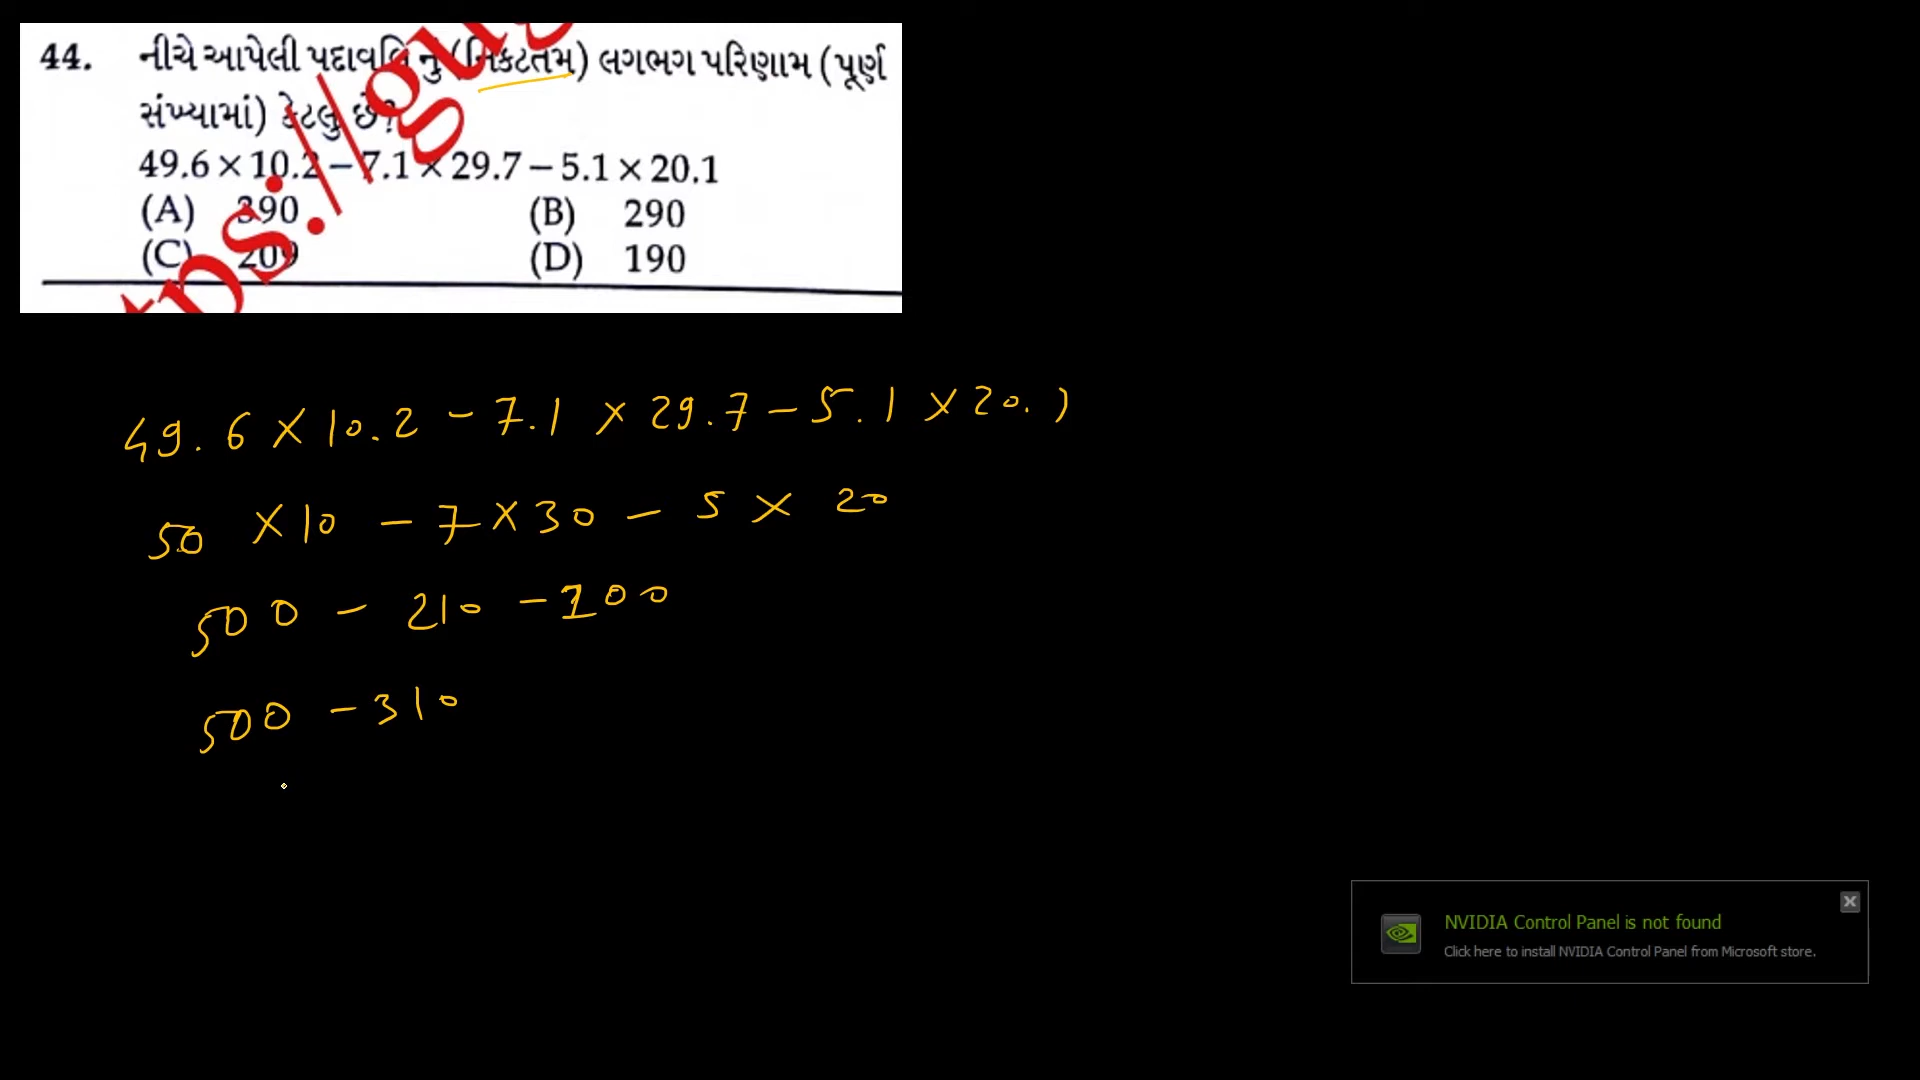 44. નીચે આપેલી પદાવલિ નું (નિકટતમ) લગભગ પરિણામ (પૂર્ણ
સંખ્યામાં) કેટલું છે?
49.6 × 10.2 – 7.1 × 29.7 – 5.1 × 20.1
(A) 390 (B) 290
(C) 209 (D) 190
49.6 × 10.2 – 7.1 × 29.7 – 5.1 × 20.1
50 × 10 – 7 × 30 – 5 × 20
500 – 210 – 100
500 – 310
NVIDIA Control Panel is not found
Click here to install NVIDIA Control Panel from Microsoft store.